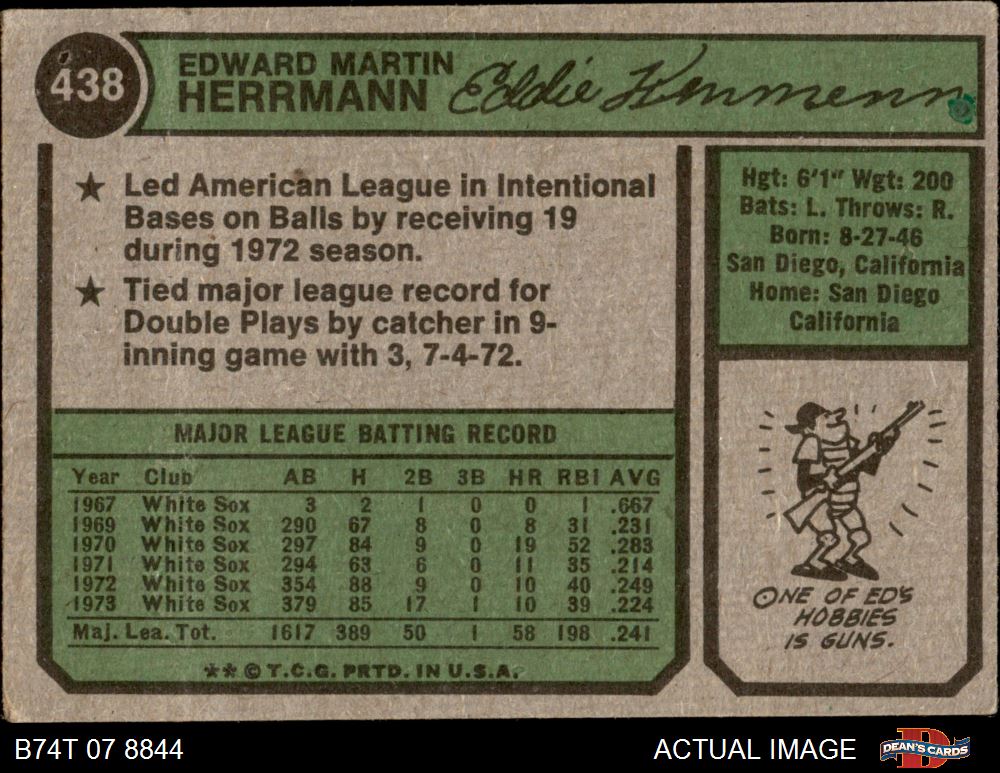 438
EDWARD MARTIN
HERRMANN
Eddie Herrmann
★ Led American League in Intentional
Bases on Balls by receiving 19
during 1972 season.
★ Tied major league record for
Double Plays by catcher in 9-
inning game with 3, 7-4-72.
Hgt: 6'1" Wgt: 200
Bats: L. Throws: R.
Born: 8-27-46
San Diego, California
Home: San Diego
California
MAJOR LEAGUE BATTING RECORD
Year Club AB H 2B 3B HR RBI AVG
1967 White Sox 3 2 1 0 0 1 .667
1969 White Sox 290 67 8 0 8 31 .231
1970 White Sox 297 84 9 0 19 52 .283
1971 White Sox 294 63 6 0 11 35 .214
1972 White Sox 354 88 9 0 10 40 .249
1973 White Sox 379 85 17 1 10 39 .224
Maj. Lea. Tot. 1617 389 50 1 58 198 .241
** © T.C.G. PRTD. IN U.S.A.
ONE OF ED'S
HOBBIES
IS GUNS.
B74T 07 8844
ACTUAL IMAGE
DEAN'S CARDS